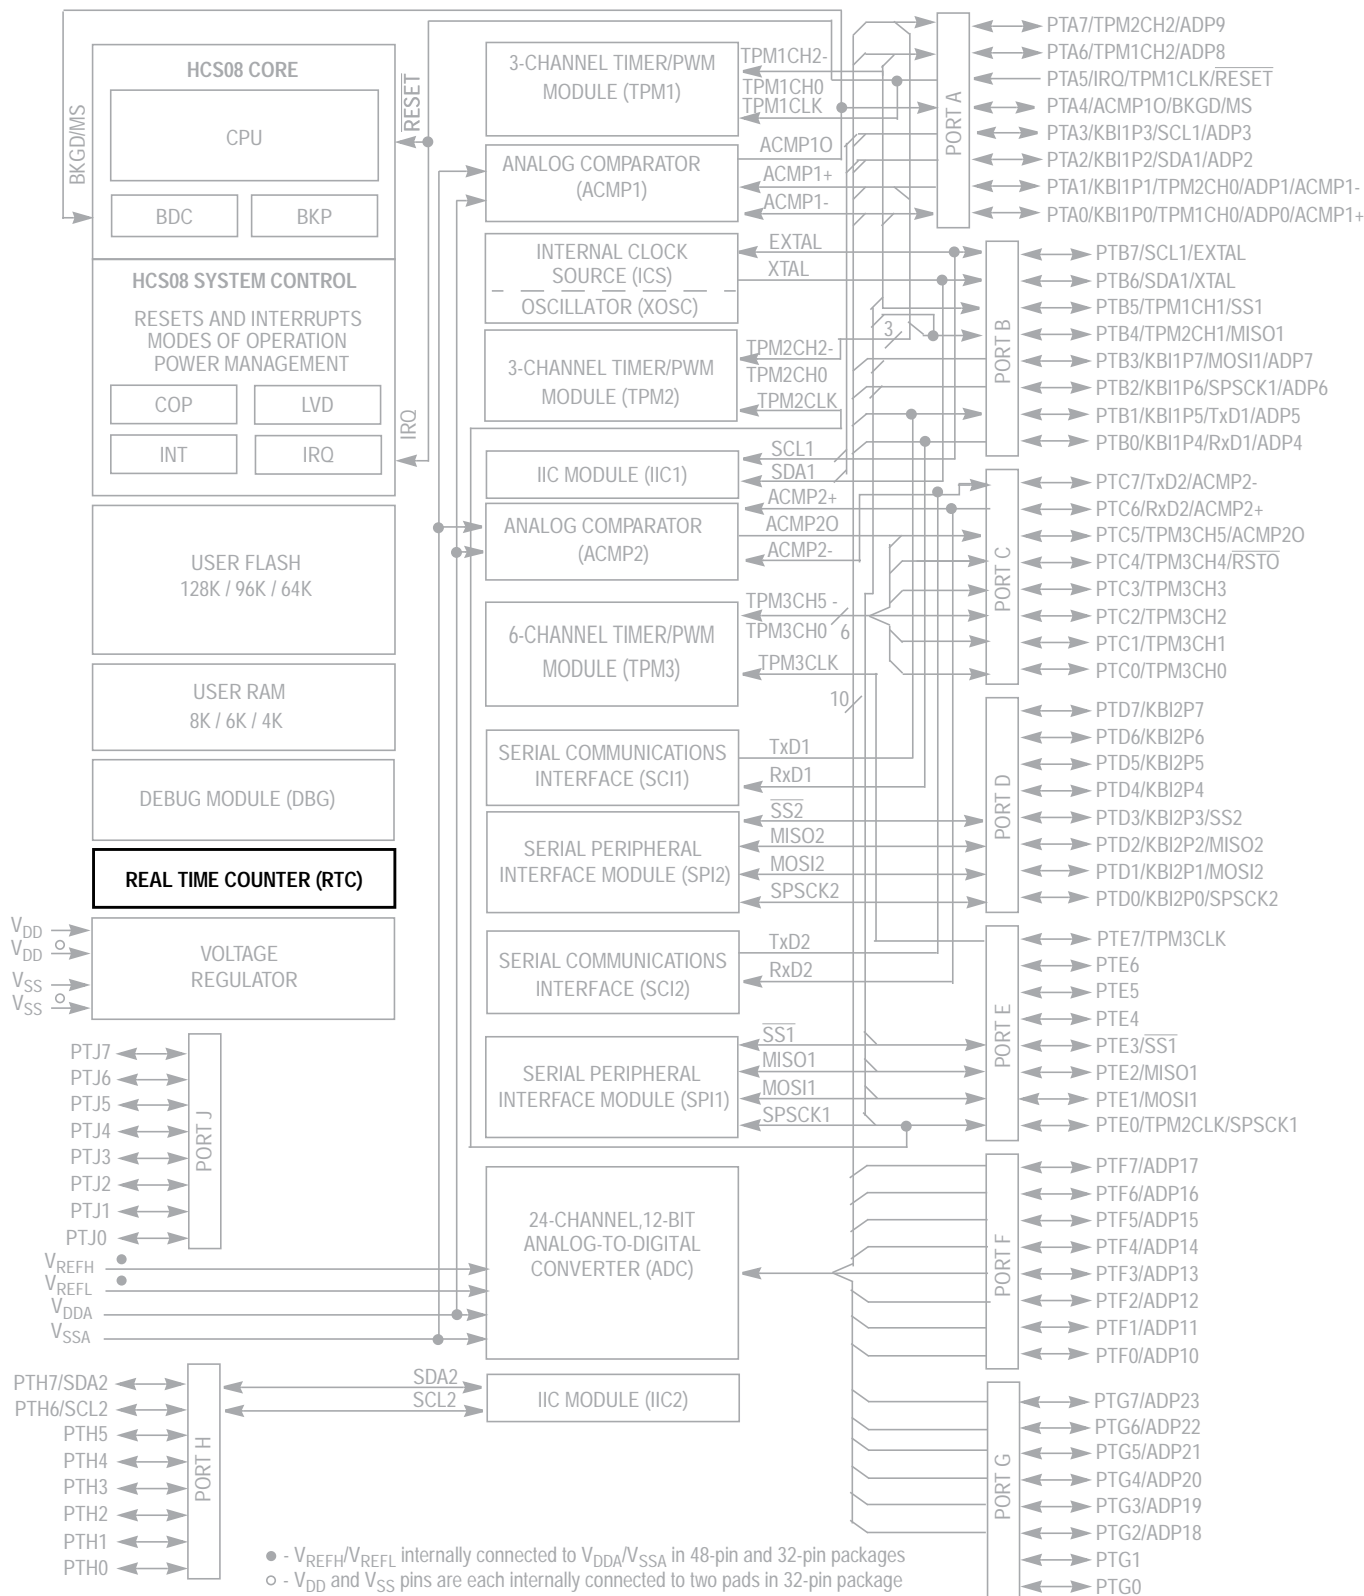 BKGD/MS
HCS08 CORE
CPU
BDC
BKP
RESET
HCS08 SYSTEM CONTROL
RESETS AND INTERRUPTS
MODES OF OPERATION
POWER MANAGEMENT
COP
LVD
INT
IRQ
IRQ
USER FLASH
128K / 96K / 64K
USER RAM
8K / 6K / 4K
DEBUG MODULE (DBG)
REAL TIME COUNTER (RTC)
VDD
VDD
VSS
VSS
VOLTAGE
REGULATOR
PTJ7
PTJ6
PTJ5
PTJ4
PTJ3
PTJ2
PTJ1
PTJ0
PORT J
VREFH
VREFL
VDDA
VSSA
PTH7/SDA2
PTH6/SCL2
PTH5
PTH4
PTH3
PTH2
PTH1
PTH0
PORT H
3-CHANNEL TIMER/PWM
MODULE (TPM1)
TPM1CH2-
TPM1CH0
TPM1CLK
ANALOG COMPARATOR
(ACMP1)
ACMP1O
ACMP1+
ACMP1-
INTERNAL CLOCK
SOURCE (ICS)
OSCILLATOR (XOSC)
EXTAL
XTAL
3-CHANNEL TIMER/PWM
MODULE (TPM2)
TPM2CH2-
TPM2CH0
TPM2CLK
3
IIC MODULE (IIC1)
SCL1
SDA1
ANALOG COMPARATOR
(ACMP2)
ACMP2+
ACMP2O
ACMP2-
6-CHANNEL TIMER/PWM
MODULE (TPM3)
TPM3CH5 -
TPM3CH0
6
TPM3CLK
10
SERIAL COMMUNICATIONS
INTERFACE (SCI1)
TxD1
RxD1
SERIAL PERIPHERAL
INTERFACE MODULE (SPI2)
SS2
MISO2
MOSI2
SPSCK2
SERIAL COMMUNICATIONS
INTERFACE (SCI2)
TxD2
RxD2
SERIAL PERIPHERAL
INTERFACE MODULE (SPI1)
SS1
MISO1
MOSI1
SPSCK1
24-CHANNEL,12-BIT
ANALOG-TO-DIGITAL
CONVERTER (ADC)
SDA2
SCL2
IIC MODULE (IIC2)
PORT A
PTA7/TPM2CH2/ADP9
PTA6/TPM1CH2/ADP8
PTA5/IRQ/TPM1CLK/RESET
PTA4/ACMP1O/BKGD/MS
PTA3/KBI1P3/SCL1/ADP3
PTA2/KBI1P2/SDA1/ADP2
PTA1/KBI1P1/TPM2CH0/ADP1/ACMP1-
PTA0/KBI1P0/TPM1CH0/ADP0/ACMP1+
PORT B
PTB7/SCL1/EXTAL
PTB6/SDA1/XTAL
PTB5/TPM1CH1/SS1
PTB4/TPM2CH1/MISO1
PTB3/KBI1P7/MOSI1/ADP7
PTB2/KBI1P6/SPSCK1/ADP6
PTB1/KBI1P5/TxD1/ADP5
PTB0/KBI1P4/RxD1/ADP4
PORT C
PTC7/TxD2/ACMP2-
PTC6/RxD2/ACMP2+
PTC5/TPM3CH5/ACMP2O
PTC4/TPM3CH4/RSTO
PTC3/TPM3CH3
PTC2/TPM3CH2
PTC1/TPM3CH1
PTC0/TPM3CH0
PORT D
PTD7/KBI2P7
PTD6/KBI2P6
PTD5/KBI2P5
PTD4/KBI2P4
PTD3/KBI2P3/SS2
PTD2/KBI2P2/MISO2
PTD1/KBI2P1/MOSI2
PTD0/KBI2P0/SPSCK2
PORT E
PTE7/TPM3CLK
PTE6
PTE5
PTE4
PTE3/SS1
PTE2/MISO1
PTE1/MOSI1
PTE0/TPM2CLK/SPSCK1
PORT F
PTF7/ADP17
PTF6/ADP16
PTF5/ADP15
PTF4/ADP14
PTF3/ADP13
PTF2/ADP12
PTF1/ADP11
PTF0/ADP10
PORT G
PTG7/ADP23
PTG6/ADP22
PTG5/ADP21
PTG4/ADP20
PTG3/ADP19
PTG2/ADP18
PTG1
PTG0
● - VREFH/VREFL internally connected to VDDA/VSSA in 48-pin and 32-pin packages
○ - VDD and VSS pins are each internally connected to two pads in 32-pin package